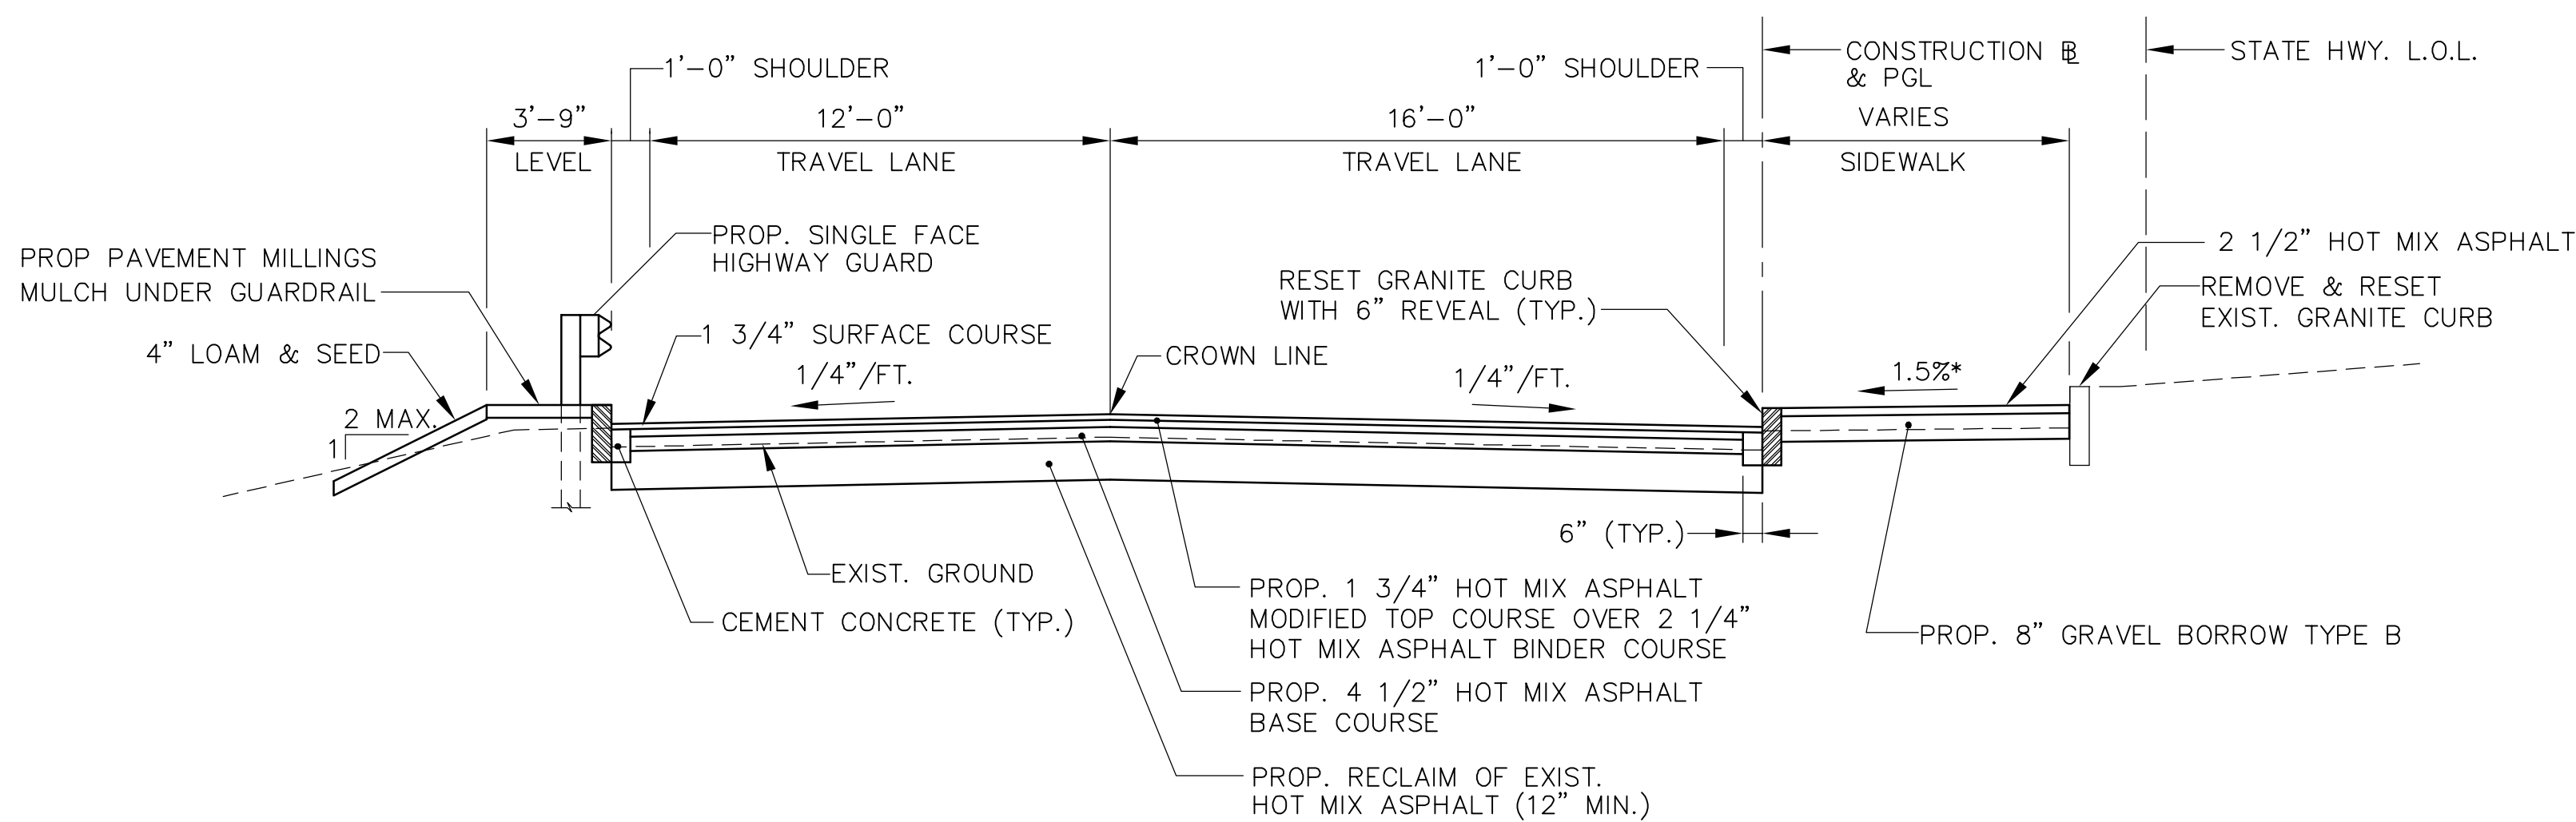 CONSTRUCTION ℄
& PGL
STATE HWY. L.O.L.
1'-0" SHOULDER
1'-0" SHOULDER
3'-9"
12'-0"
16'-0"
VARIES
LEVEL
TRAVEL LANE
TRAVEL LANE
SIDEWALK
PROP. SINGLE FACE
HIGHWAY GUARD
PROP PAVEMENT MILLINGS
MULCH UNDER GUARDRAIL
2 1/2" HOT MIX ASPHALT
RESET GRANITE CURB
WITH 6" REVEAL (TYP.)
REMOVE & RESET
EXIST. GRANITE CURB
1 3/4" SURFACE COURSE
4" LOAM & SEED
CROWN LINE
1/4"/FT.
1/4"/FT.
1.5%*
2 MAX.
1
6" (TYP.)
EXIST. GROUND
CEMENT CONCRETE (TYP.)
PROP. 1 3/4" HOT MIX ASPHALT
MODIFIED TOP COURSE OVER 2 1/4"
HOT MIX ASPHALT BINDER COURSE
PROP. 8" GRAVEL BORROW TYPE B
PROP. 4 1/2" HOT MIX ASPHALT
BASE COURSE
PROP. RECLAIM OF EXIST.
HOT MIX ASPHALT (12" MIN.)